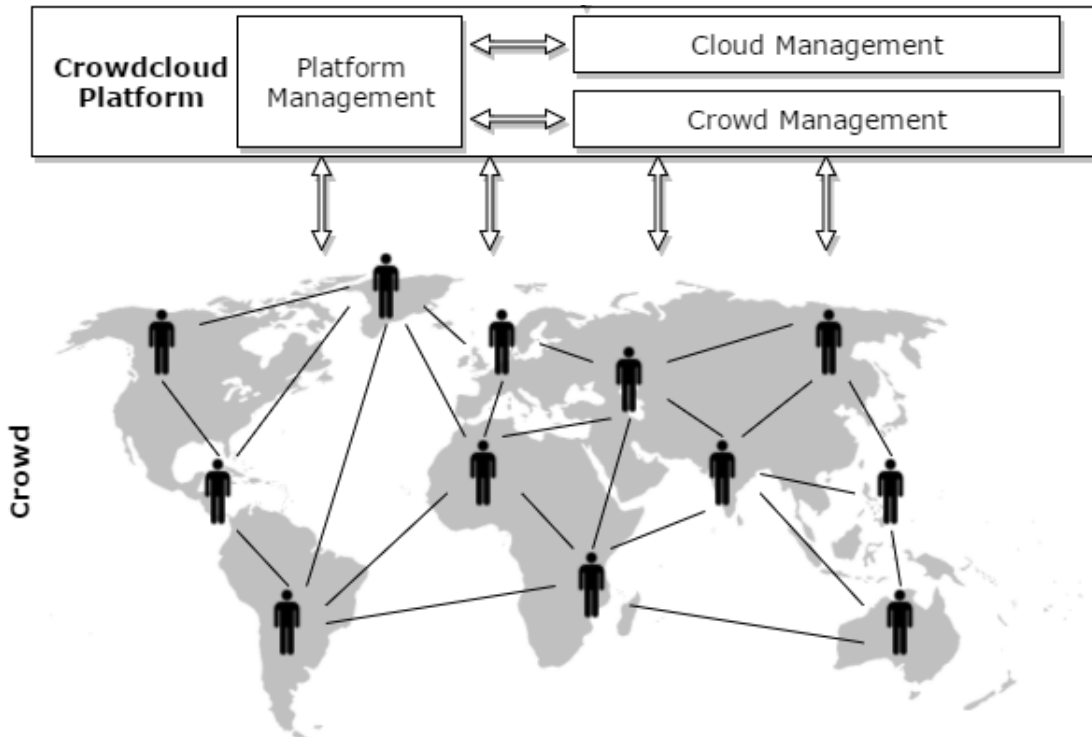 Crowdcloud
Platform
Platform
Management
Cloud Management
Crowd Management
Crowd